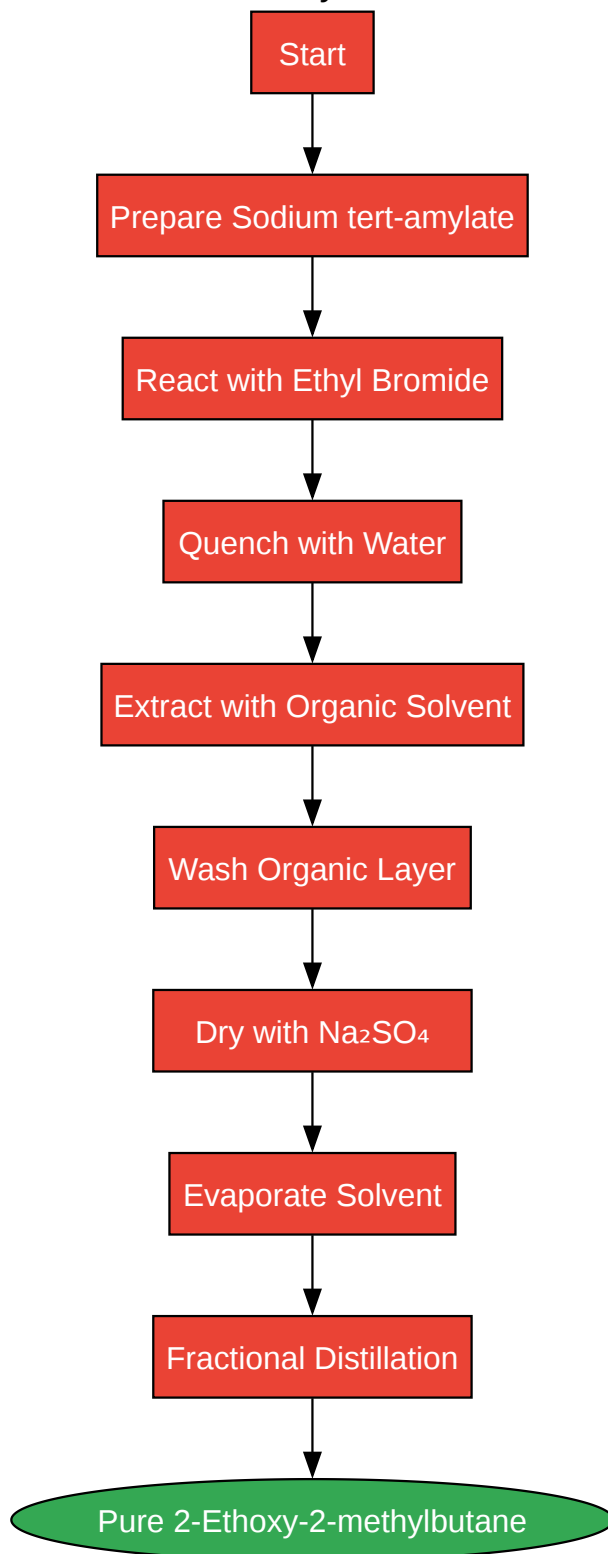 Start
Prepare Sodium tert-amylate
React with Ethyl Bromide
Quench with Water
Extract with Organic Solvent
Wash Organic Layer
Dry with Na₂SO₄
Evaporate Solvent
Fractional Distillation
Pure 2-Ethoxy-2-methylbutane